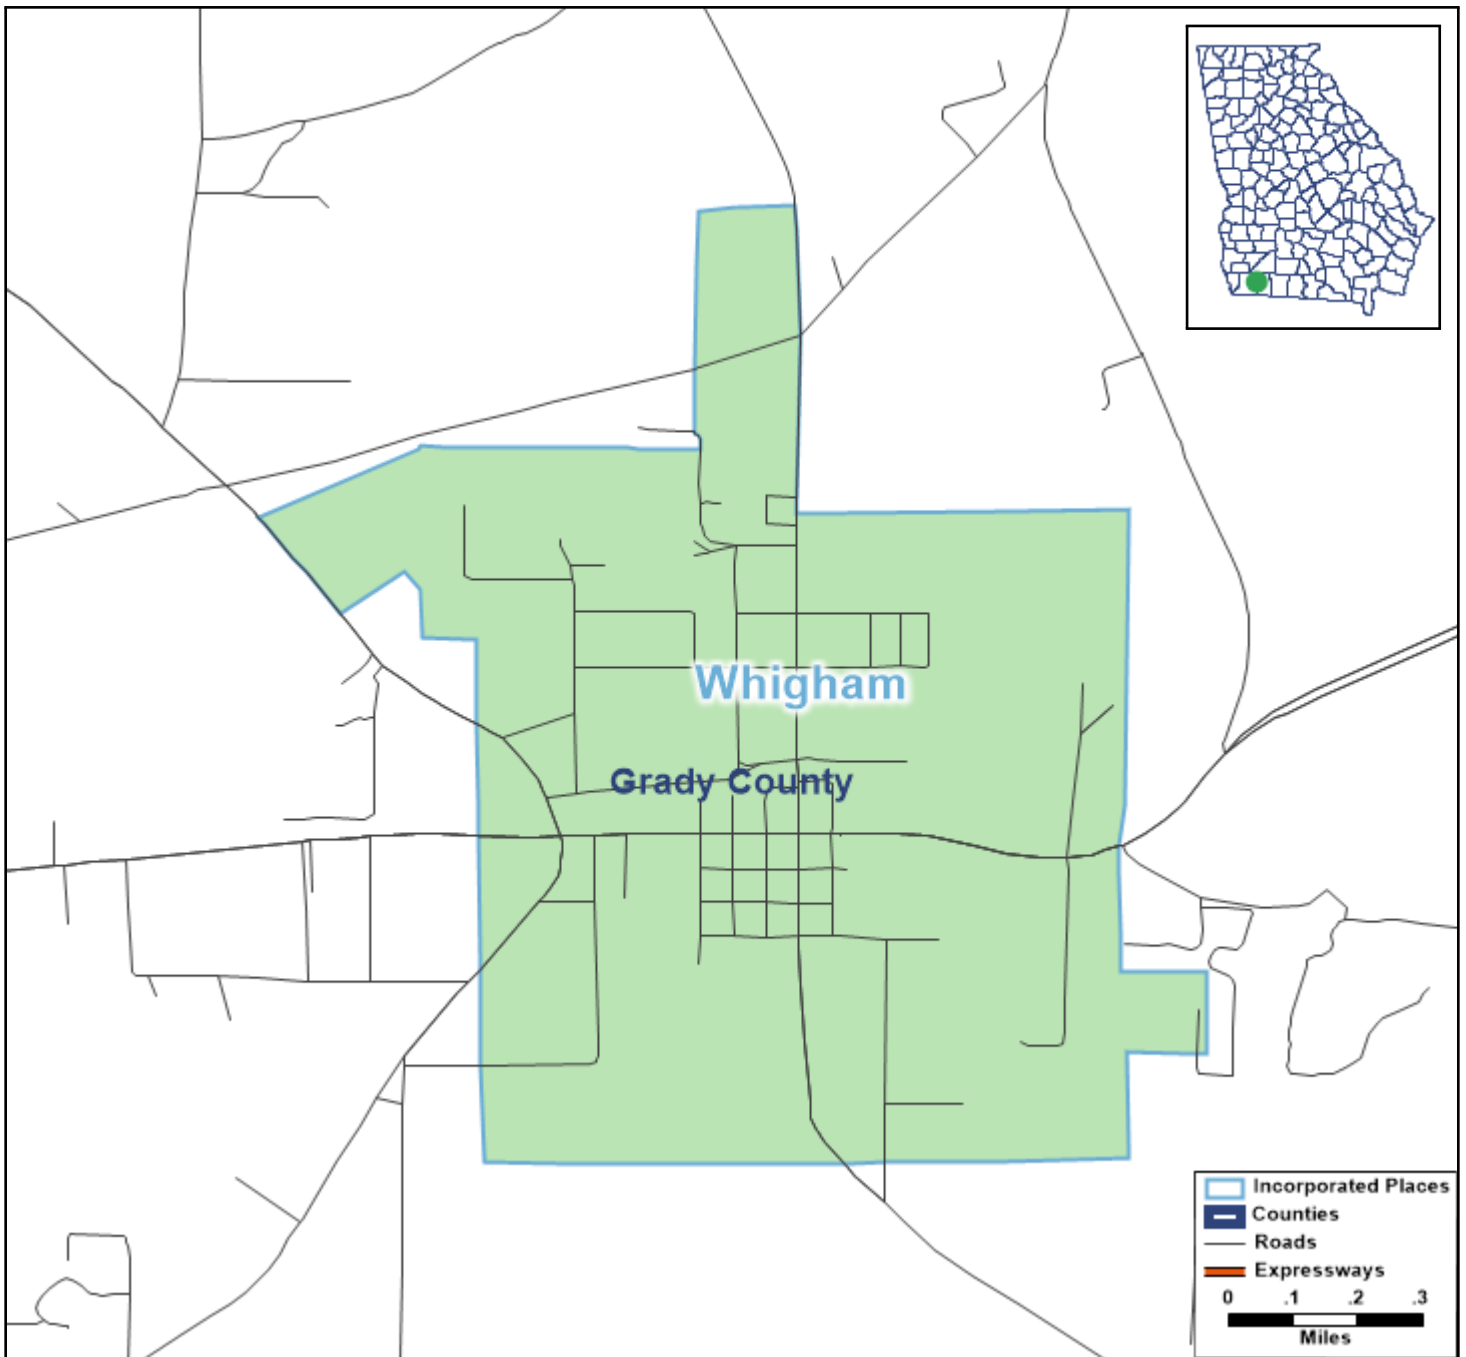 Whigham
Grady County
Incorporated Places
Counties
Roads
Expressways
0 .1 .2 .3
Miles